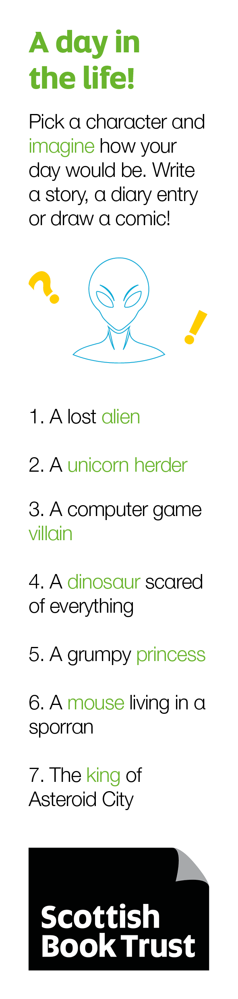 A day in
the life!
Pick a character and
imagine how your
day would be. Write
a story, a diary entry
or draw a comic!
?
!
1. A lost alien
2. A unicorn herder
3. A computer game
villain
4. A dinosaur scared
of everything
5. A grumpy princess
6. A mouse living in a
sporran
7. The king of
Asteroid City
Scottish
Book Trust